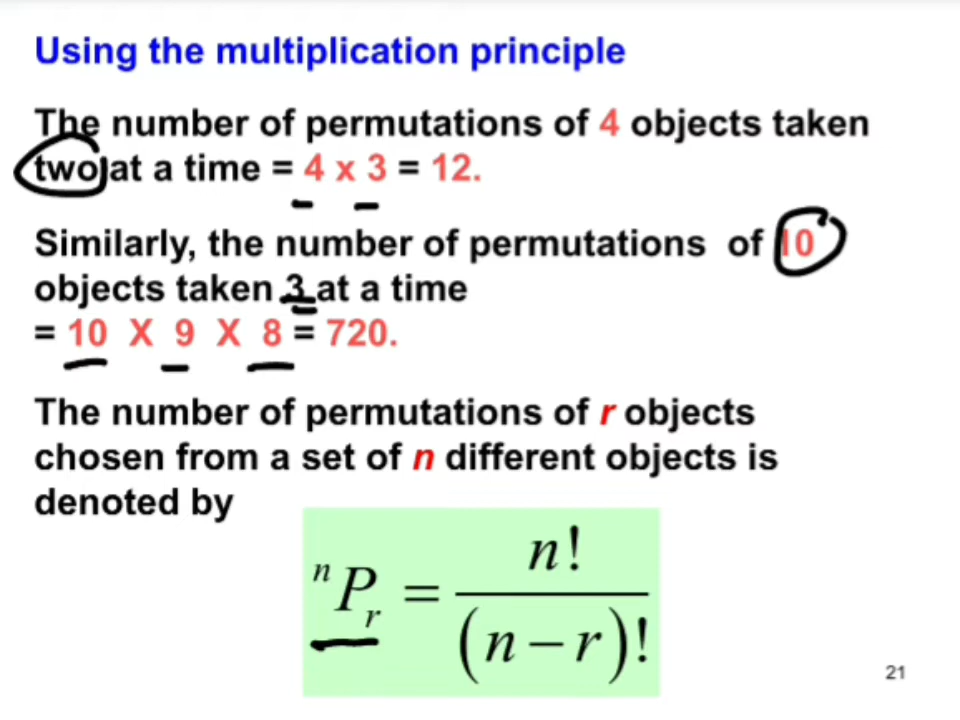 Using the multiplication principle
The number of permutations of 4 objects taken
two at a time = 4 x 3 = 12.
Similarly, the number of permutations of 10
objects taken 3 at a time
= 10 X 9 X 8 = 720.
The number of permutations of r objects
chosen from a set of n different objects is
denoted by
ⁿPᵣ = n! / (n − r)!
21